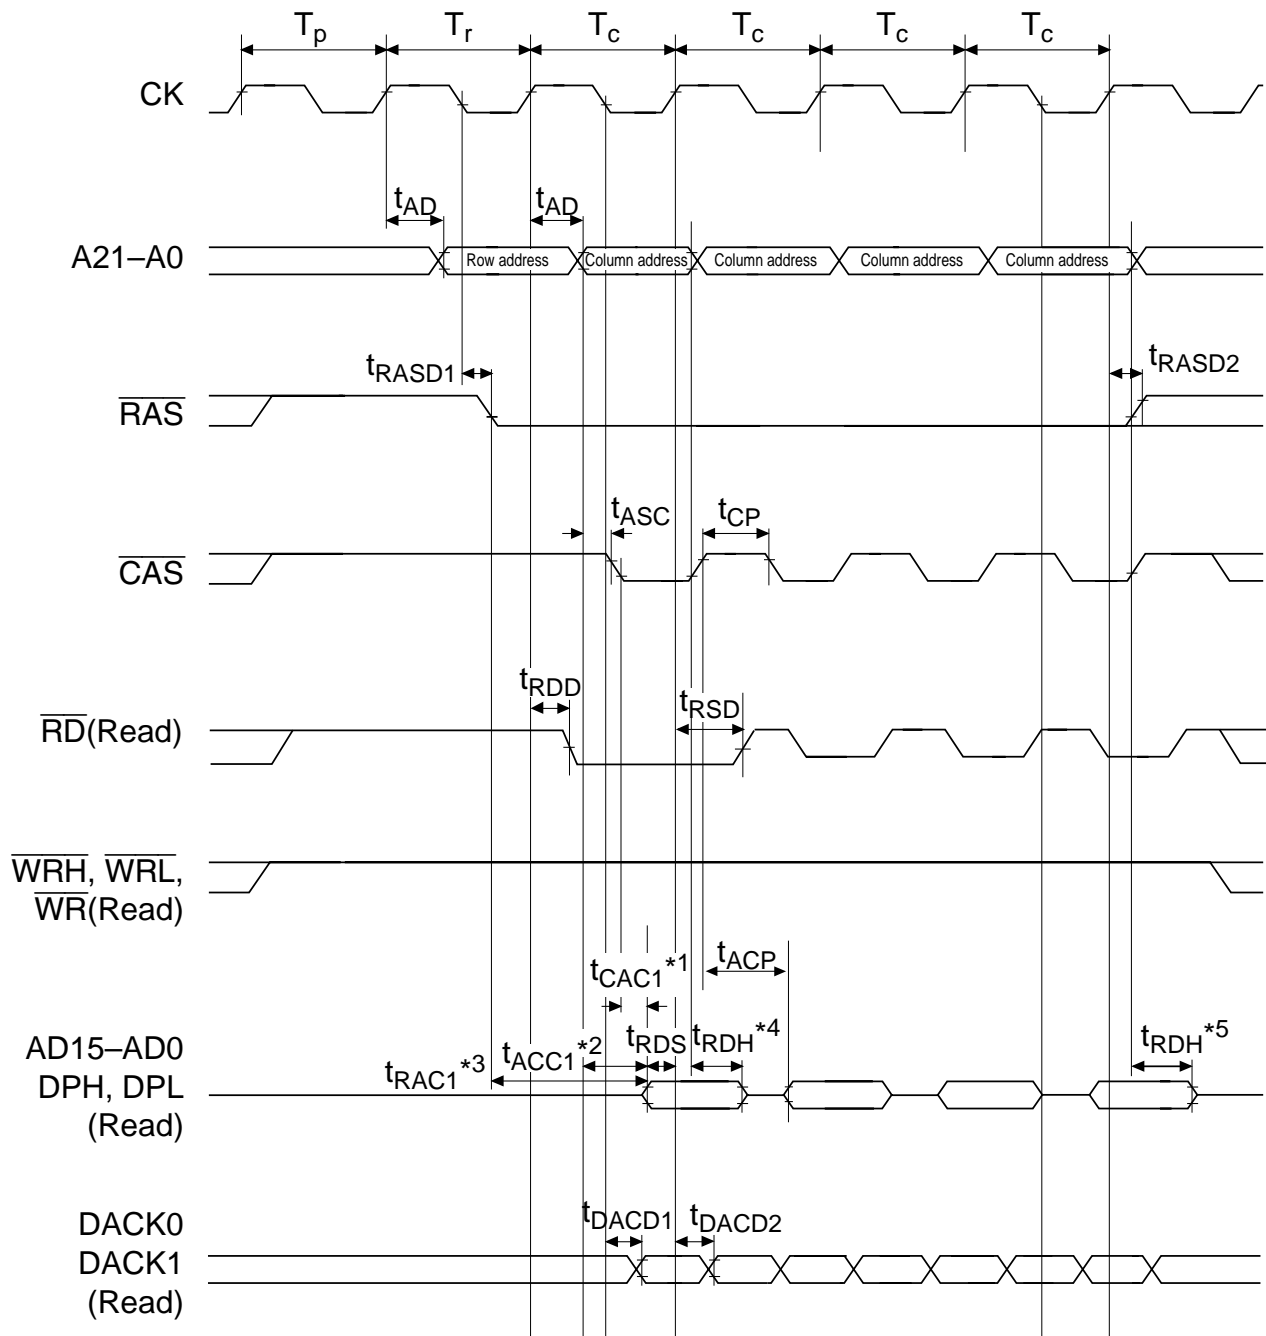 Tp Tr Tc Tc Tc Tc
CK
tAD tAD
A21–A0 Row address Column address Column address Column address Column address
tRASD1 tRASD2
RAS
tASC tCP
CAS
tRDD tRSD
RD(Read)
WRH, WRL,
WR(Read)
tCAC1*1 tACP
AD15–AD0 tRAC1*3 tACC1*2 tRDS tRDH*4 tRDH*5
DPH, DPL
(Read)
DACK0 tDACD1 tDACD2
DACK1
(Read)